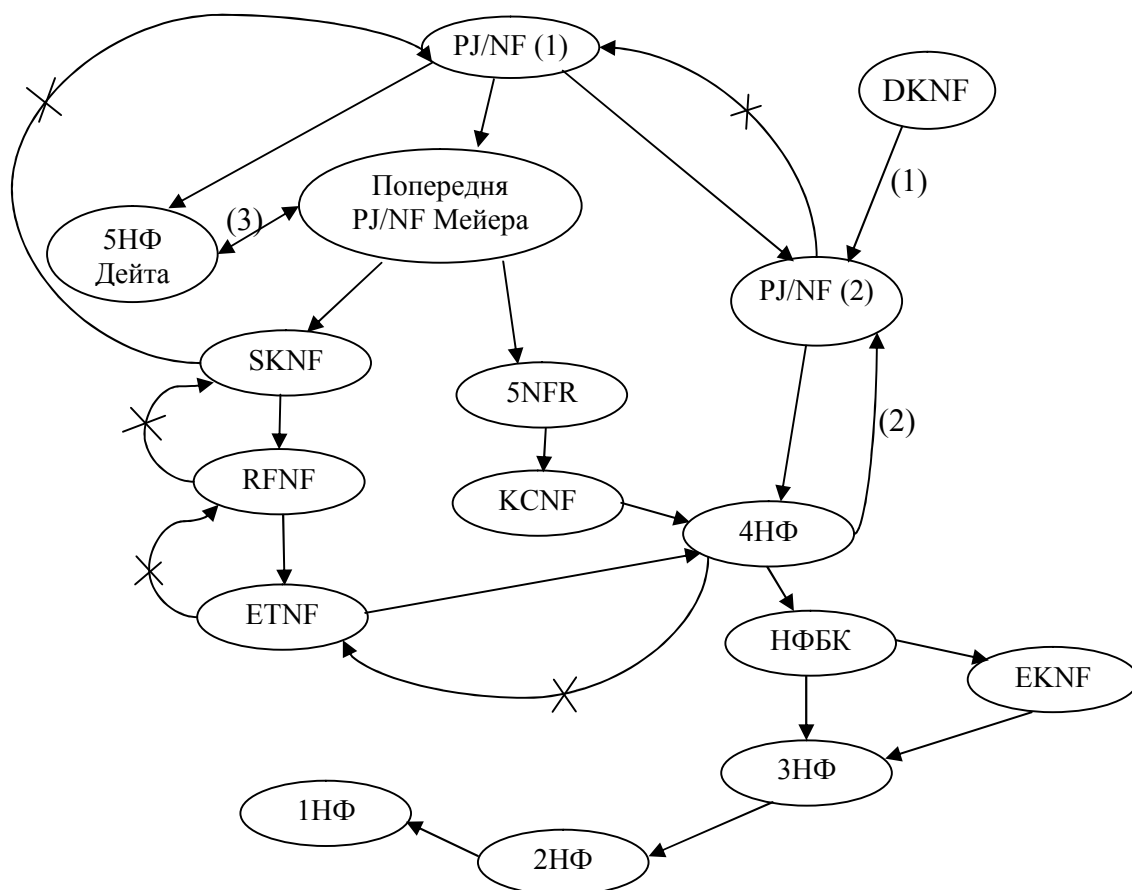 PJ/NF (1)
DKNF
(1)
Попередня
PJ/NF Мейера
(3)
5НФ
Дейта
PJ/NF (2)
SKNF
5NFR
(2)
RFNF
KCNF
4НФ
ETNF
НФБК
EKNF
3НФ
1НФ
2НФ